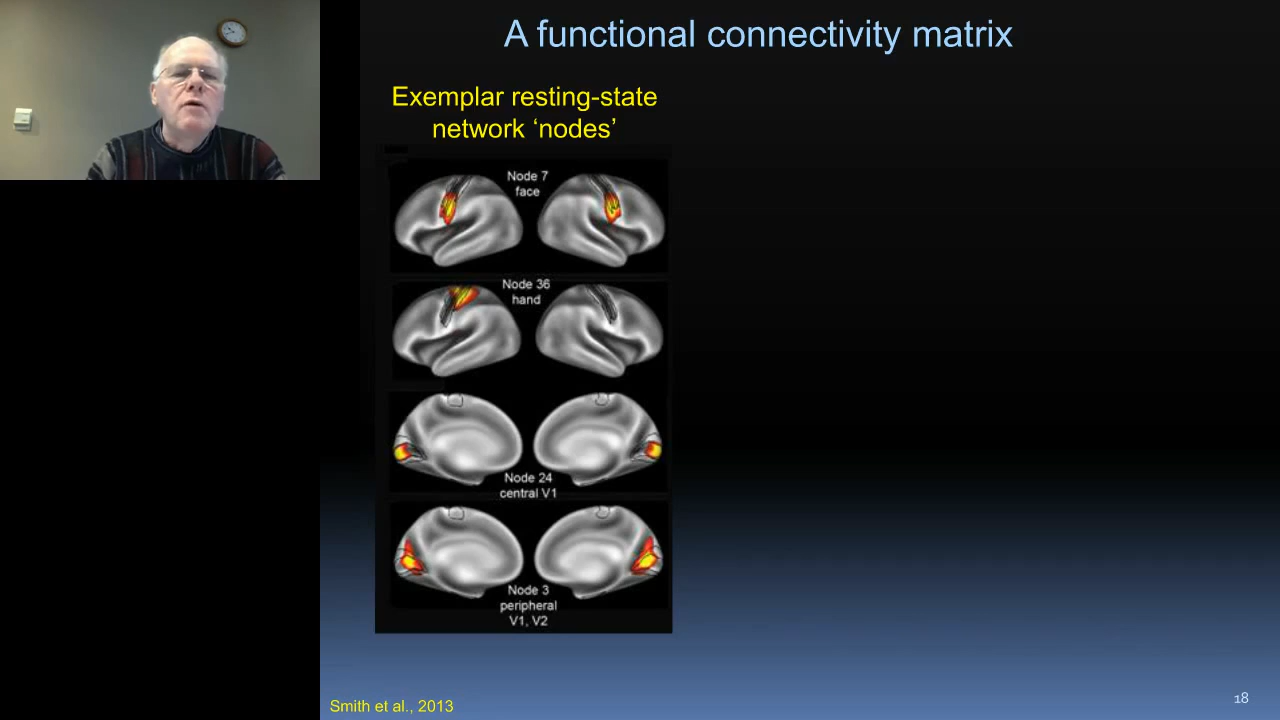 A functional connectivity matrix
Exemplar resting-state
network ‘nodes’
Node 7
face
Node 36
hand
Node 24
central V1
Node 3
peripheral
V1, V2
Smith et al., 2013
18